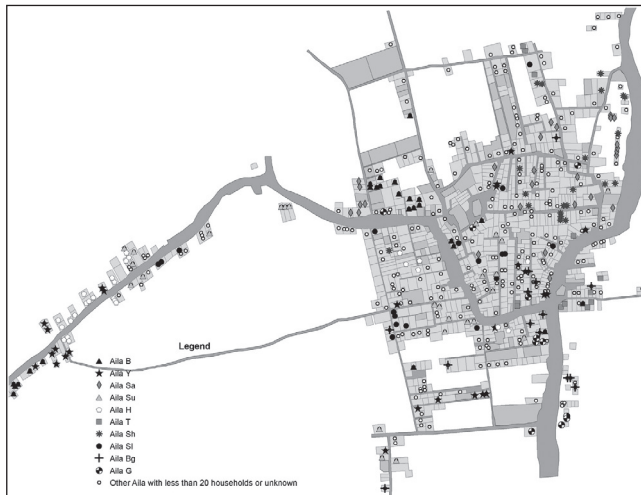 Legend
Aila B
Aila Y
Aila Sa
Aila Su
Aila H
Aila T
Aila Sh
Aila Sl
Aila Bg
Aila G
Other Aila with less than 20 households or unknown